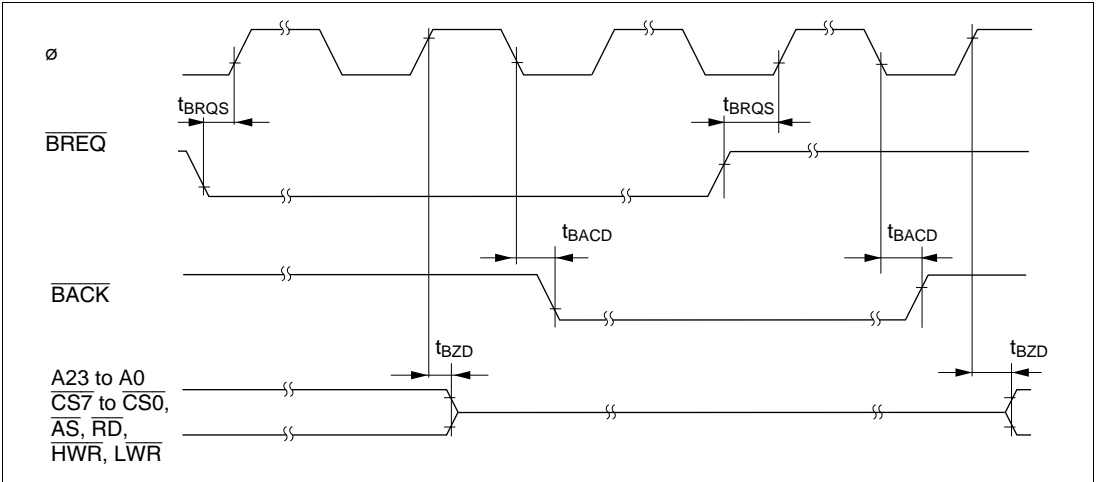 ø
tBRQS tBRQS
BREQ
tBACD tBACD
BACK
tBZD tBZD
A23 to A0
CS7 to CS0,
AS, RD,
HWR, LWR